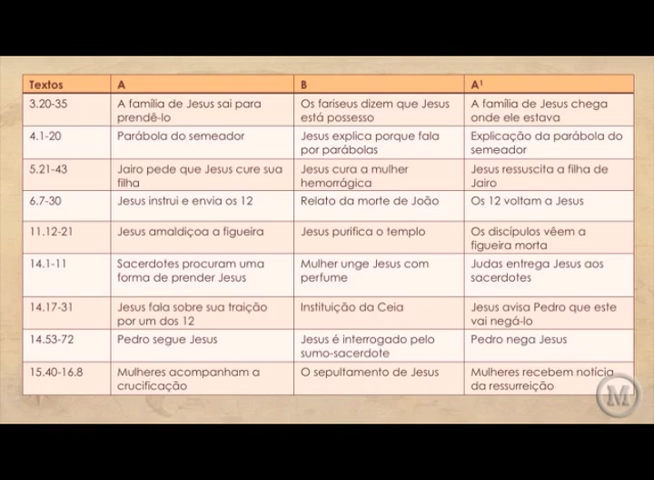 Textos A B A¹
3.20-35 A família de Jesus sai para Os fariseus dizem que Jesus A família de Jesus chega
prendê-lo está possesso onde ele estava
4.1-20 Parábola do semeador Jesus explica porque fala Explicação da parábola do
por parábolas semeador
5.21-43 Jairo pede que Jesus cure sua Jesus cura a mulher Jesus ressuscita a filha de
filha hemorrágica Jairo
6.7-30 Jesus instrui e envia os 12 Relato da morte de João Os 12 voltam a Jesus
11.12-21 Jesus amaldiçoa a figueira Jesus purifica o templo Os discípulos vêem a
figueira morta
14.1-11 Sacerdotes procuram uma Mulher unge Jesus com Judas entrega Jesus aos
forma de prender Jesus perfume sacerdotes
14.17-31 Jesus fala sobre sua traição Instituição da Ceia Jesus avisa Pedro que este
por um dos 12 vai negá-lo
14.53-72 Pedro segue Jesus Jesus é interrogado pelo Pedro nega Jesus
sumo-sacerdote
15.40-16.8 Mulheres acompanham a O sepultamento de Jesus Mulheres recebem notícia
crucificação da ressurreição
M